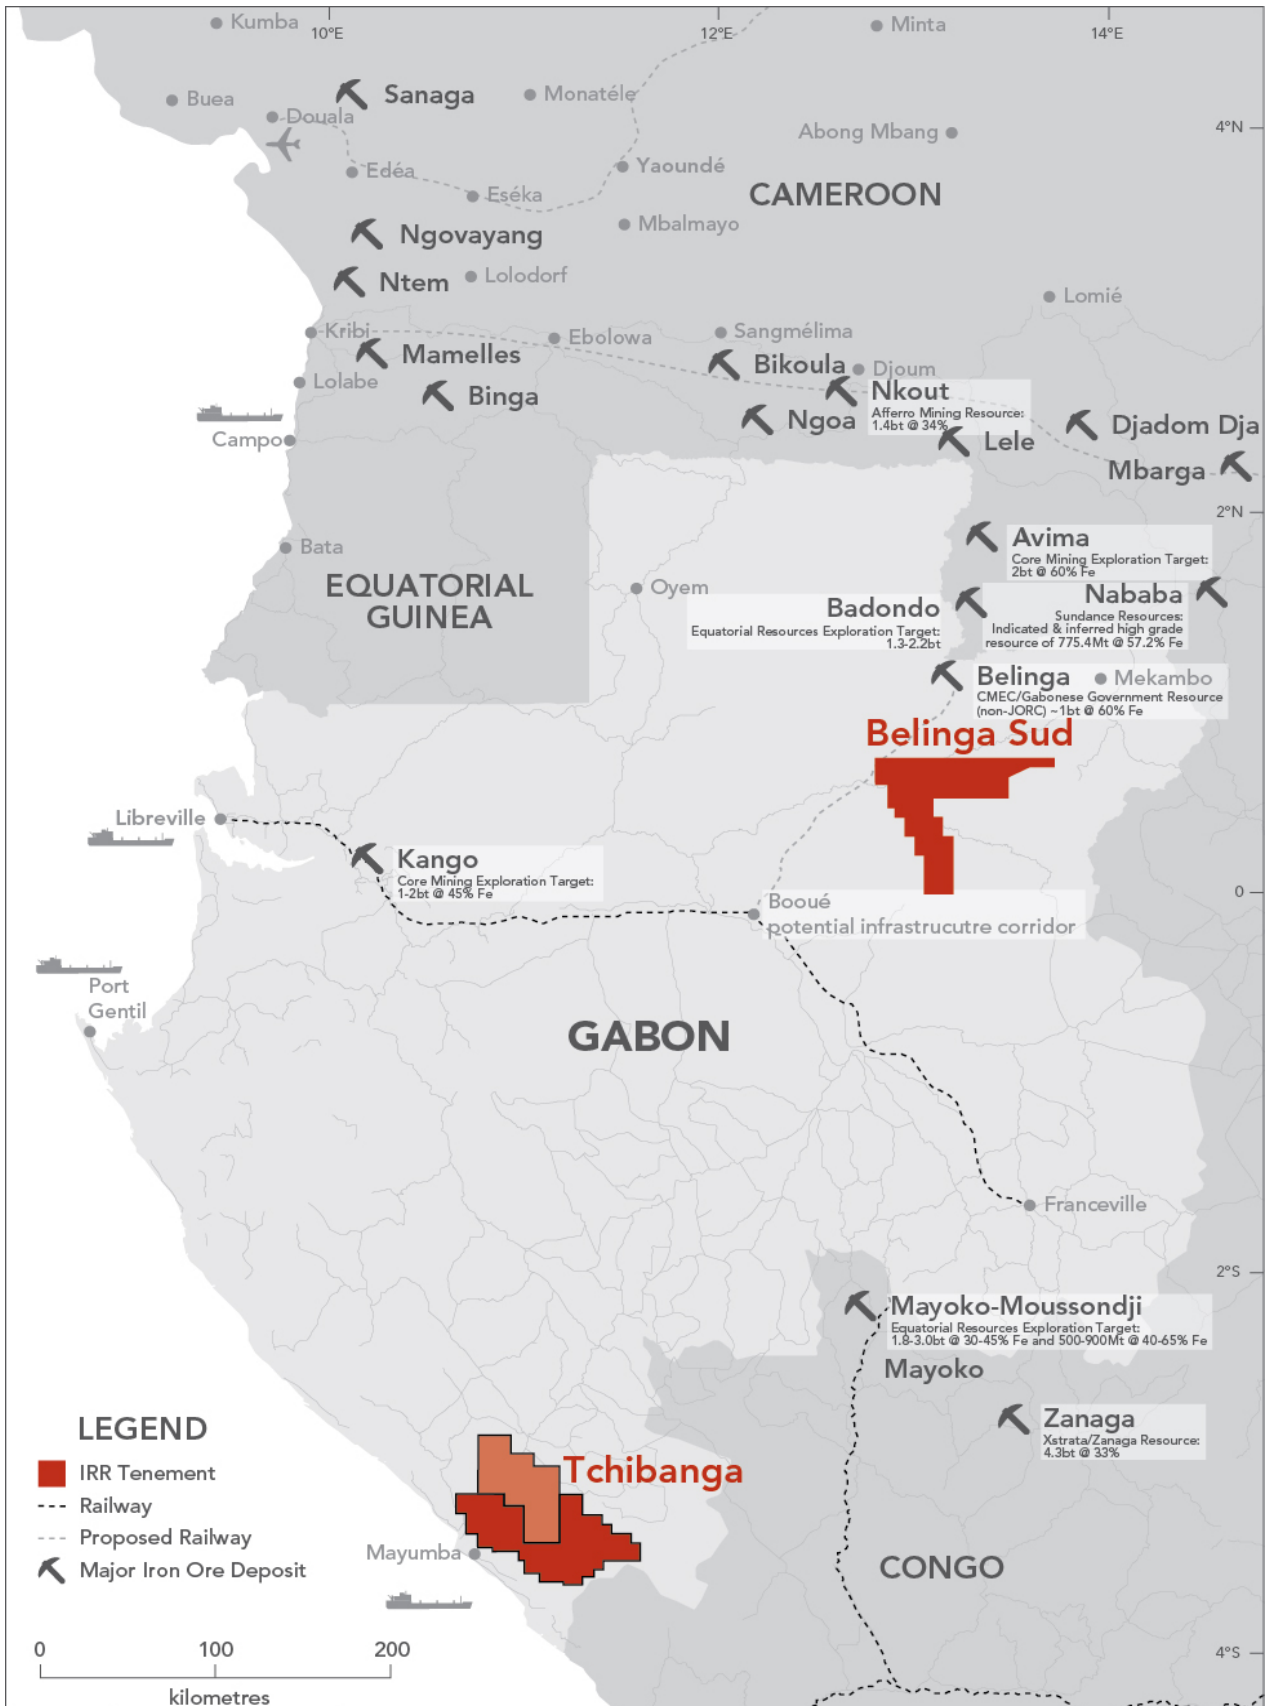 Kumba
10°E
12°E
Minta
14°E
Buea
Sanaga
Monatéle
Douala
Abong Mbang
4°N
Edéa
Yaoundé
Eséka
CAMEROON
Mbalmayo
Ngovayang
Ntem
Lolodorf
Lomié
Kribi
Ebolowa
Sangmélima
Mamelles
Bikoula
Djoum
Lolabe
Binga
Nkout
Afferro Mining Resource:
1.4bt @ 34%
Ngoa
Djadom Dja
Campo
Lele
Mbarga
2°N
Avima
Core Mining Exploration Target:
2bt @ 60% Fe
Bata
EQUATORIAL
GUINEA
Oyem
Badondo
Equatorial Resources Exploration Target:
1.3-2.2bt
Nababa
Sundance Resources:
Indicated & inferred high grade
resource of 775.4Mt @ 57.2% Fe
Belinga
Mekambo
CMEC/Gabonese Government Resource
(non-JORC) ~1bt @ 60% Fe
Belinga Sud
Libreville
Kango
Core Mining Exploration Target:
1-2bt @ 45% Fe
0
Booué
potential infrastrucutre corridor
Port
Gentil
GABON
Franceville
2°S
Mayoko-Moussondji
Equatorial Resources Exploration Target:
1.8-3.0bt @ 30-45% Fe and 500-900Mt @ 40-65% Fe
Mayoko
Zanaga
Xstrata/Zanaga Resource:
4.3bt @ 33%
LEGEND
IRR Tenement
Railway
Proposed Railway
Major Iron Ore Deposit
Tchibanga
Mayumba
CONGO
0 100 200
kilometres
4°S